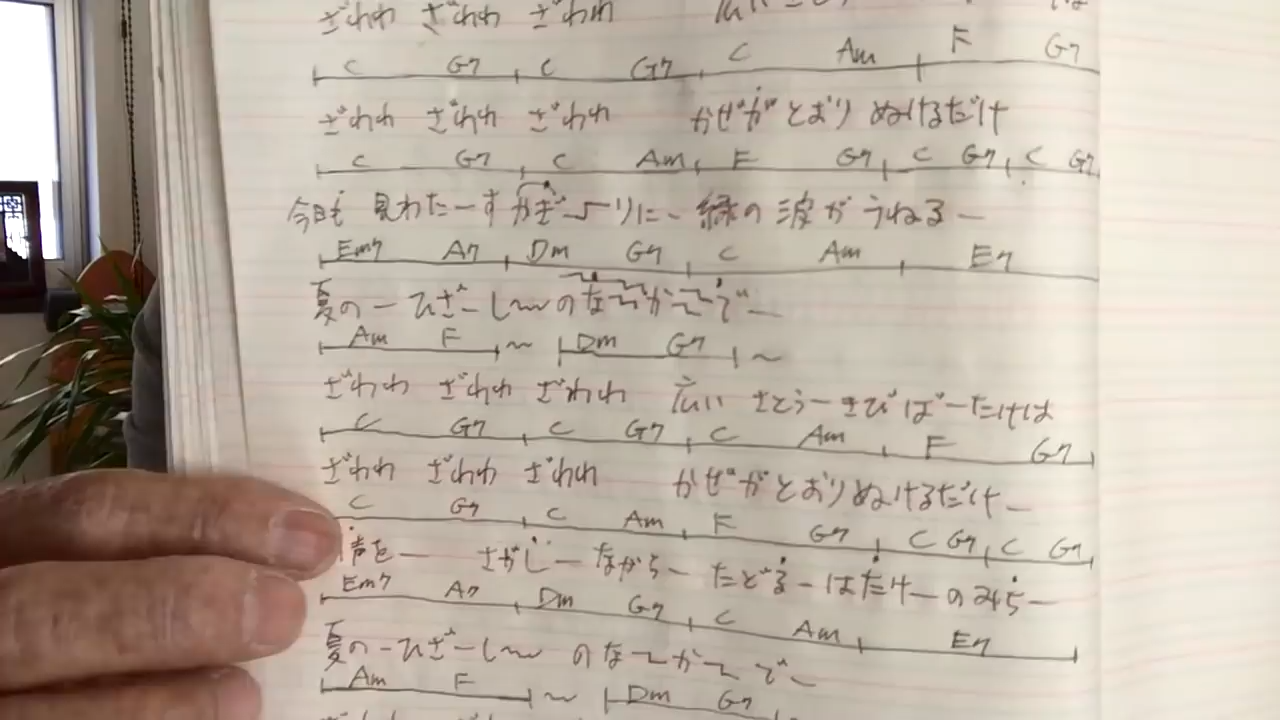 ざわわ ざわわ ざわわ 広い
C G7 C G7 C Am F G7
ざわわ ざわわ ざわわ かぜがとおり ぬけるだけ
C G7 C Am F G7 C G7 C G7
今日も 見わたーす かぎーりにー 緑の 波が うねるー
Em7 A7 Dm G7 C Am E7
夏のーひざーし〜のな〜か〜で〜
Am F 〜 Dm G7 〜
ざわわ ざわわ ざわわ 広い さとうーきびばーたけは
C G7 C G7 C Am F G7
ざわわ ざわわ ざわわ かぜがとおりぬけるだけー
C G7 C Am F G7 C G7 C G7
声をー さがしーながらー たどるーはたけーのみちー
Em7 A7 Dm G7 C Am E7
夏のーひざーし〜 のな〜か〜で〜
Am F 〜 Dm G7